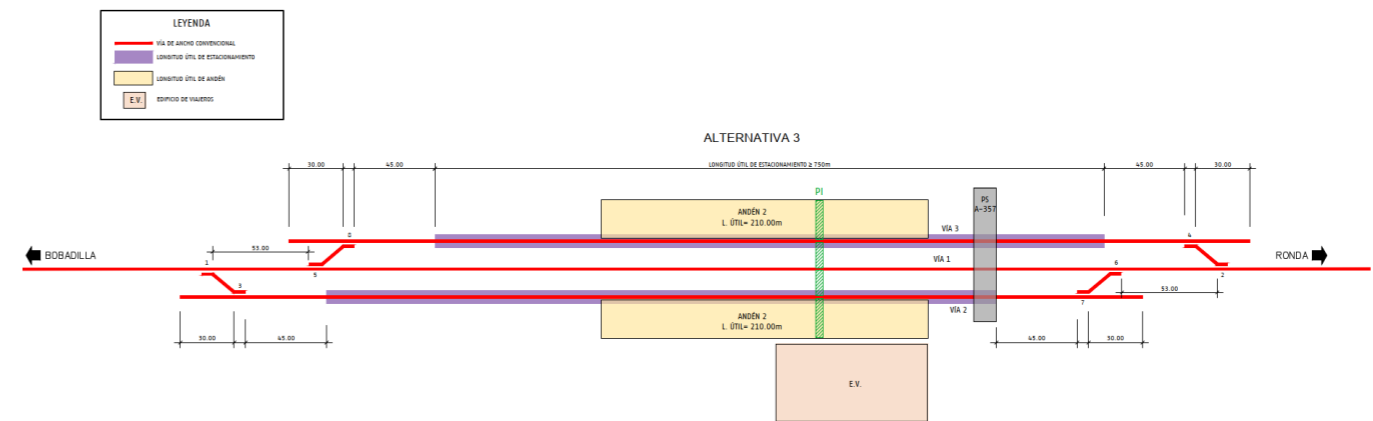 LEYENDA
VÍA DE ANCHO CONVENCIONAL
LONGITUD ÚTIL DE ESTACIONAMIENTO
LONGITUD ÚTIL DE ANDÉN
E.V.
EDIFICIO DE VIAJEROS
ALTERNATIVA 3
30.00
45.00
LONGITUD ÚTIL DE ESTACIONAMIENTO ≥ 750m
45.00
30.00
PI
PS
A-357
ANDÉN 2
L. ÚTIL= 210.00m
8
VÍA 3
4
53.00
BOBADILLA
1
5
VÍA 1
6
2
RONDA
3
53.00
7
VÍA 2
ANDÉN 2
L. ÚTIL= 210.00m
30.00
45.00
45.00
30.00
E.V.